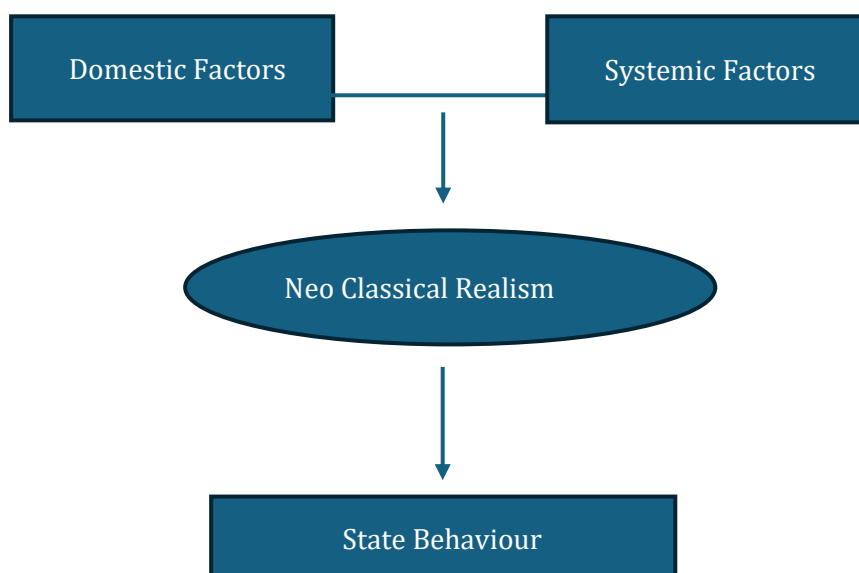 Domestic Factors
Systemic Factors
Neo Classical Realism
State Behaviour